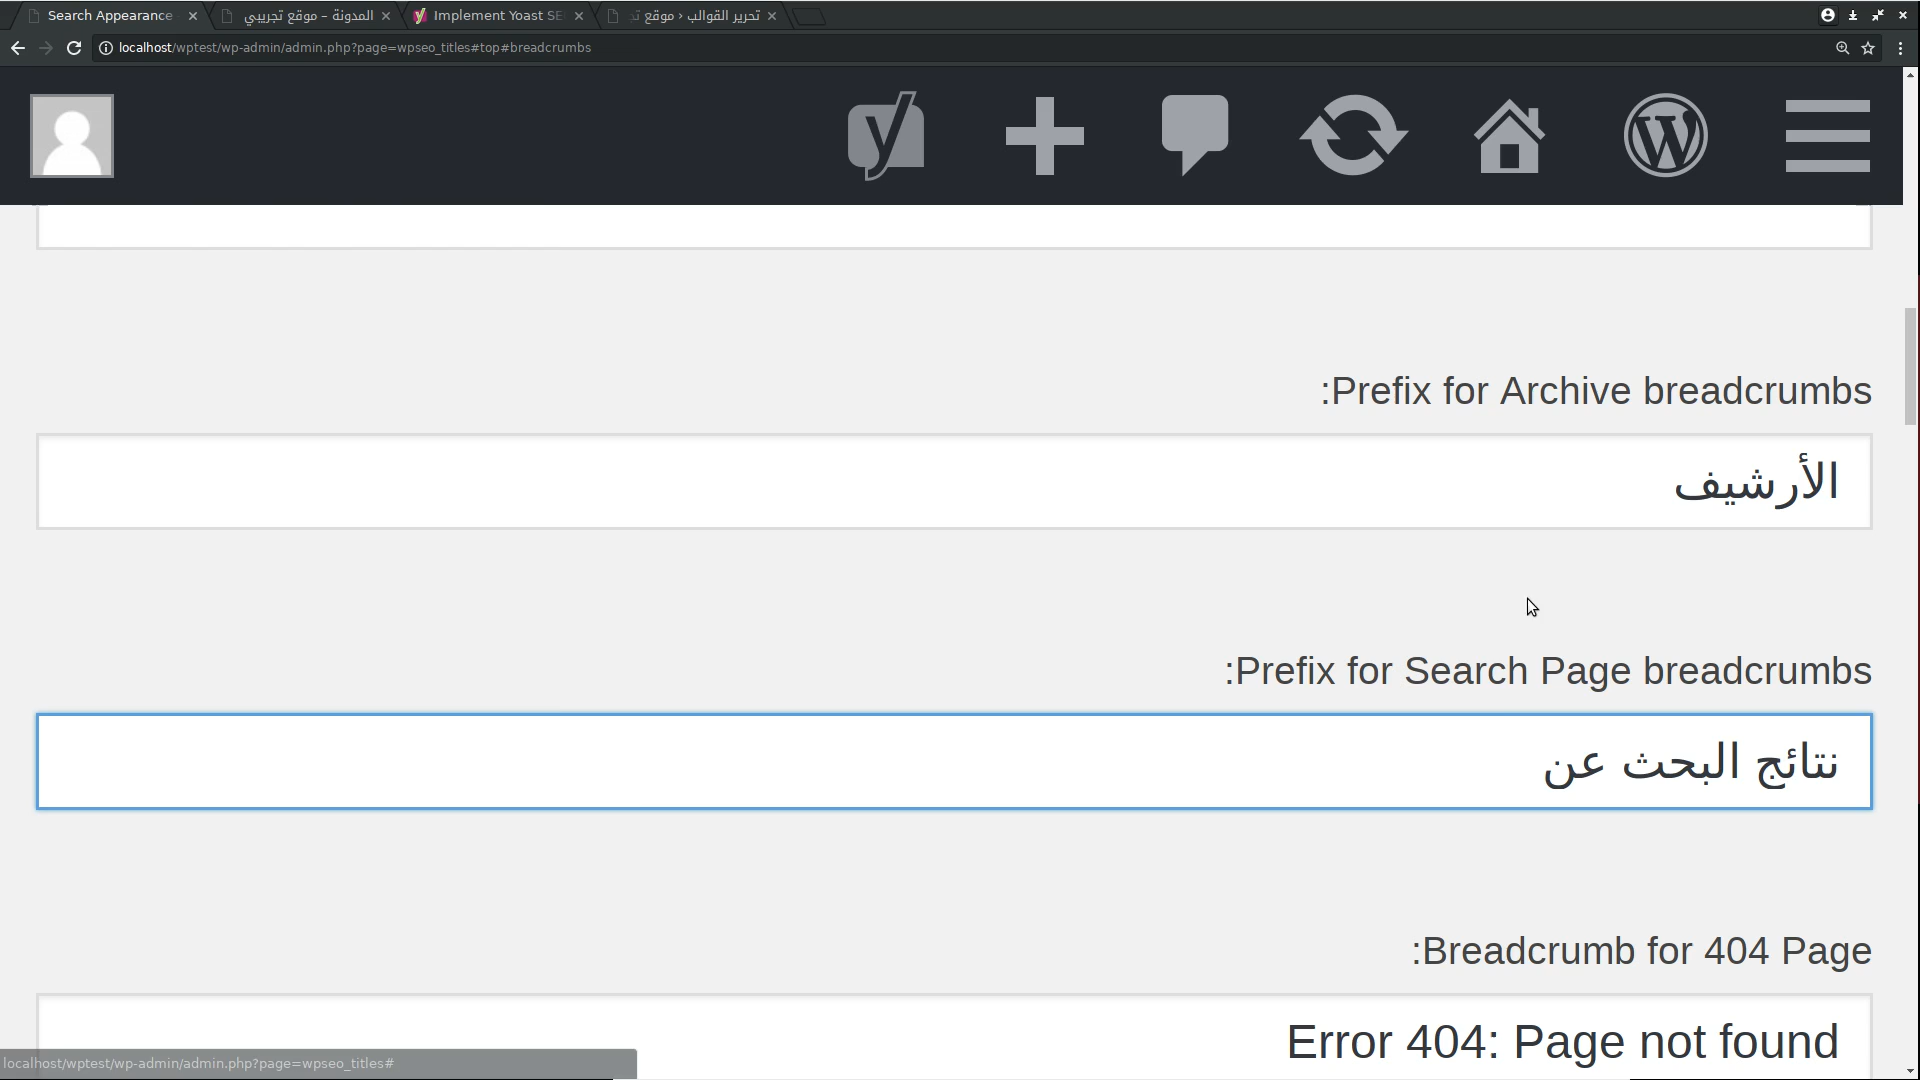 Search Appearance
المدونة – موقع تجريبي
Implement Yoast SE
تحرير القوالب ‹ موقع تج
localhost/wptest/wp-admin/admin.php?page=wpseo_titles#top#breadcrumbs
:Prefix for Archive breadcrumbs
الأرشيف
:Prefix for Search Page breadcrumbs
نتائج البحث عن
:Breadcrumb for 404 Page
Error 404: Page not found
localhost/wptest/wp-admin/admin.php?page=wpseo_titles#